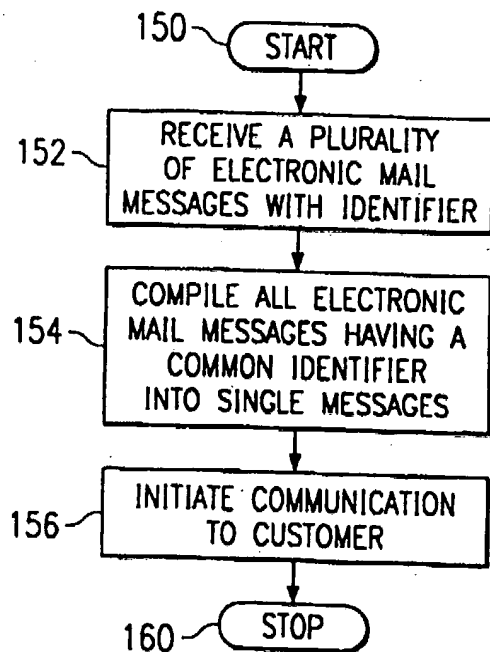 150
START
152
RECEIVE A PLURALITY
OF ELECTRONIC MAIL
MESSAGES WITH IDENTIFIER
154
COMPILE ALL ELECTRONIC
MAIL MESSAGES HAVING A
COMMON IDENTIFIER
INTO SINGLE MESSAGES
156
INITIATE COMMUNICATION
TO CUSTOMER
160
STOP